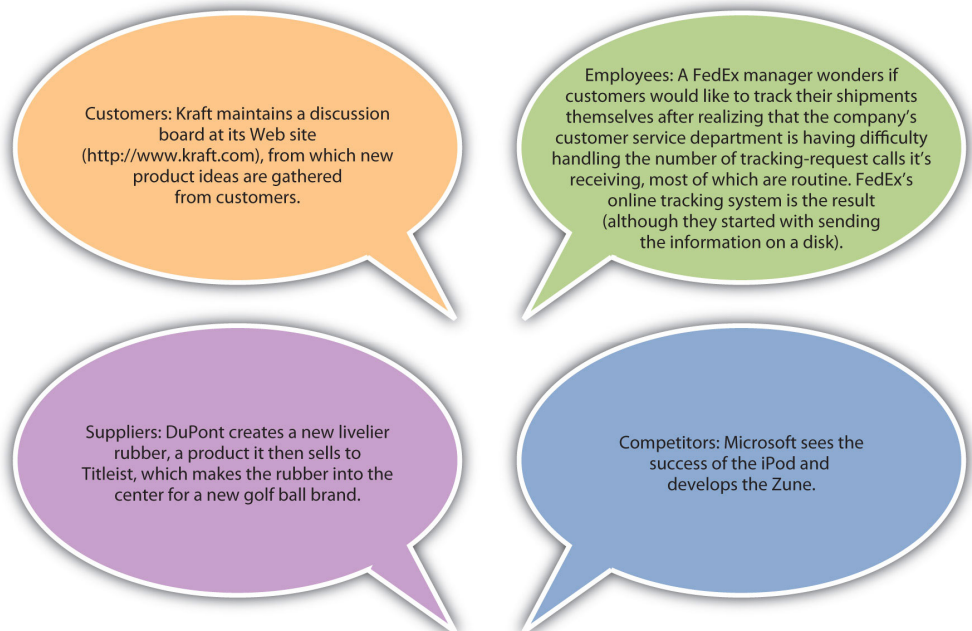 Customers: Kraft maintains a discussion
board at its Web site
(http://www.kraft.com), from which new
product ideas are gathered
from customers.
Employees: A FedEx manager wonders if
customers would like to track their shipments
themselves after realizing that the company's
customer service department is having difficulty
handling the number of tracking-request calls it's
receiving, most of which are routine. FedEx's
online tracking system is the result
(although they started with sending
the information on a disk).
Suppliers: DuPont creates a new livelier
rubber, a product it then sells to
Titleist, which makes the rubber into the
center for a new golf ball brand.
Competitors: Microsoft sees the
success of the iPod and
develops the Zune.